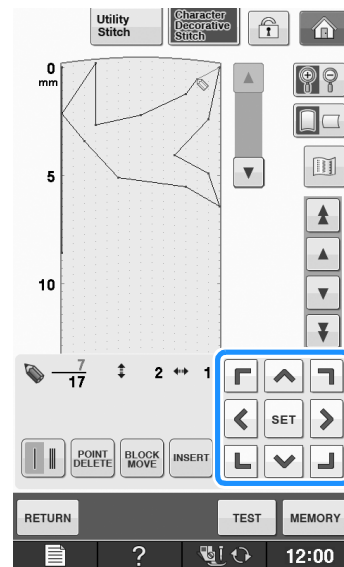 Utility
Stitch
Character
Decorative
Stitch
0
mm
5
10
7
17
2
1
SET
POINT
DELETE
BLOCK
MOVE
INSERT
RETURN
TEST
MEMORY
?
12:00